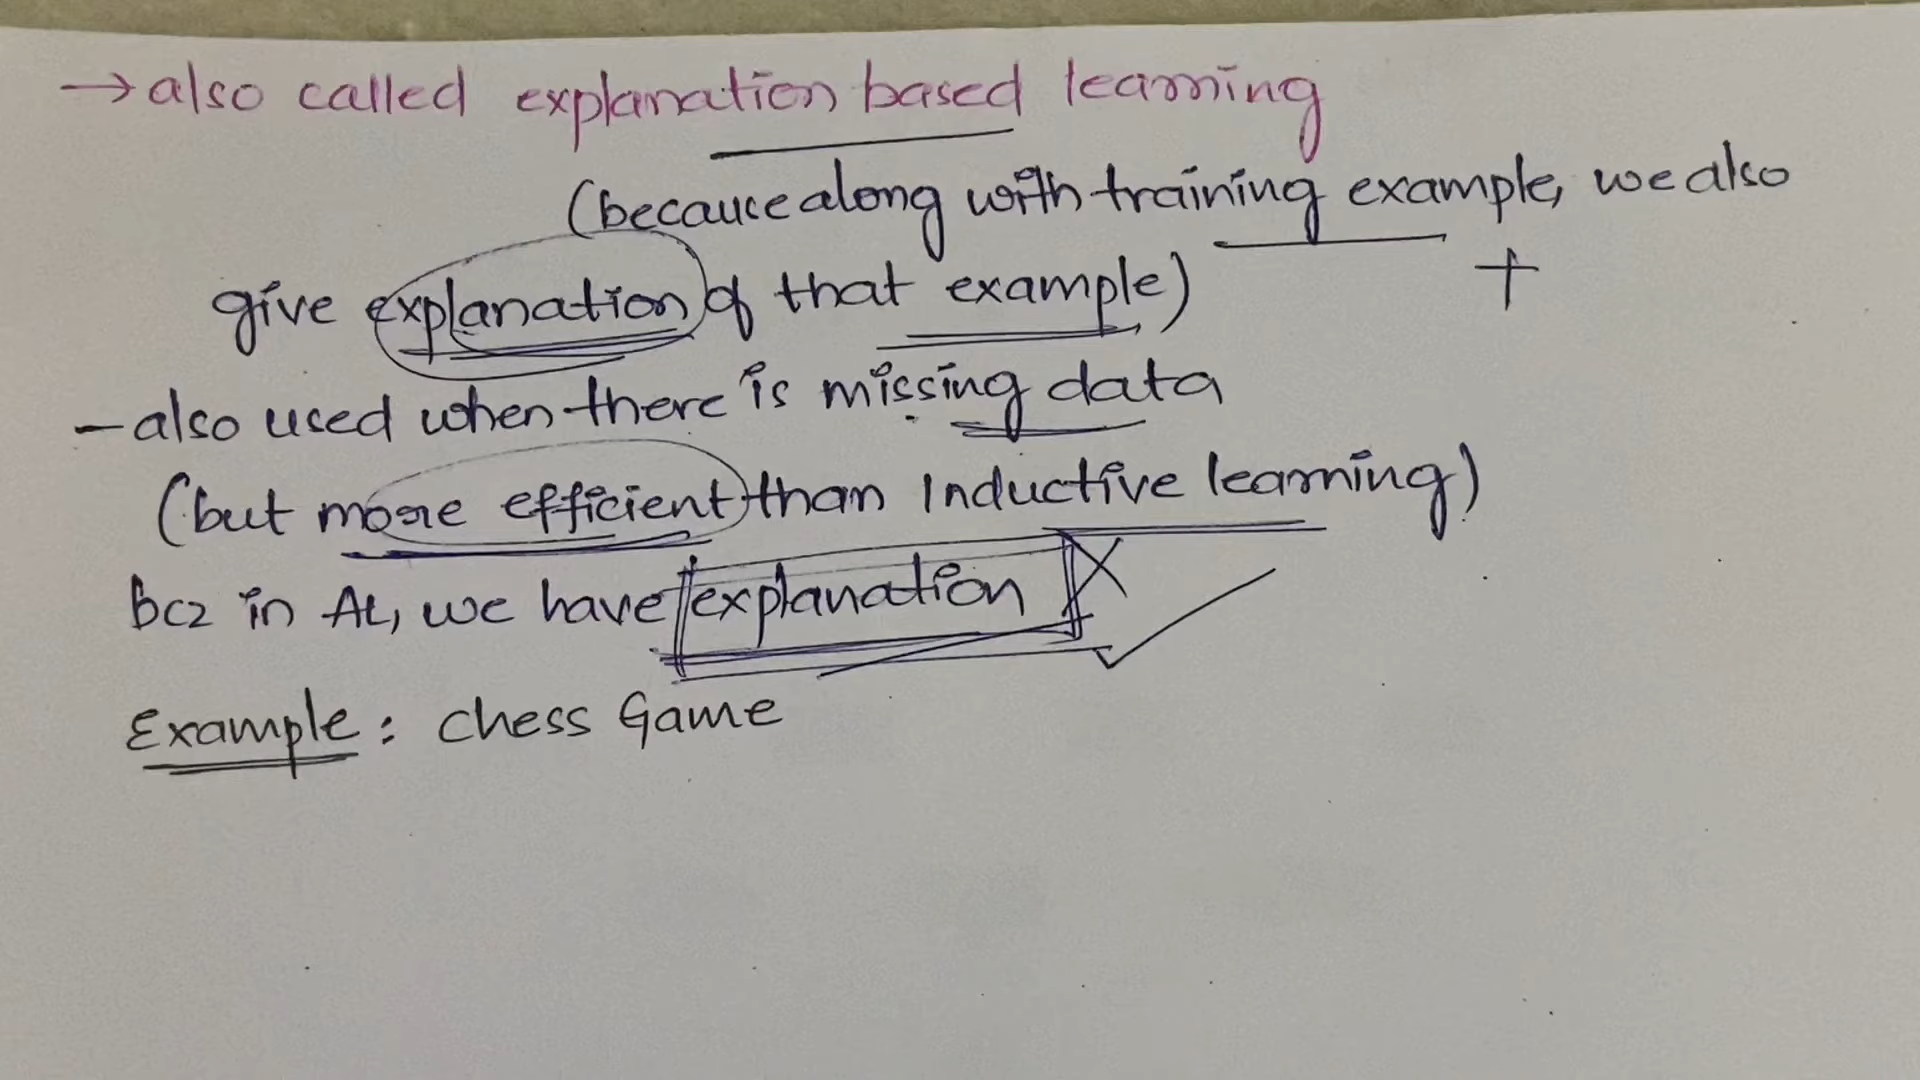 → also called explanation based learning
(because along with training example, we also
give explanation of that example) +
- also used when there is missing data
(but more efficient than Inductive learning)
bcz in AL, we have explanation
Example: Chess Game